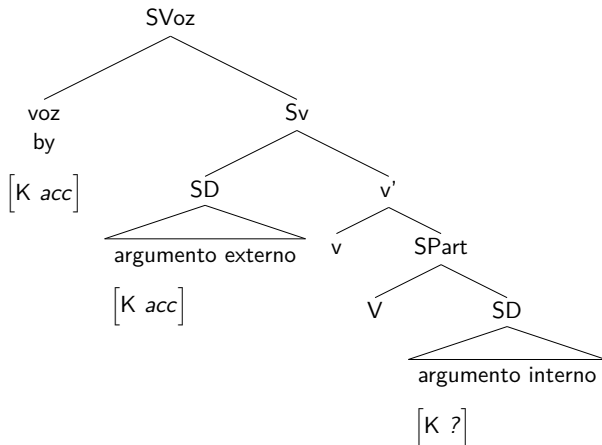 SVoz
voz Sv
by
[K acc] SD v'
argumento externo v SPart
[K acc] V SD
argumento interno
[K ?]